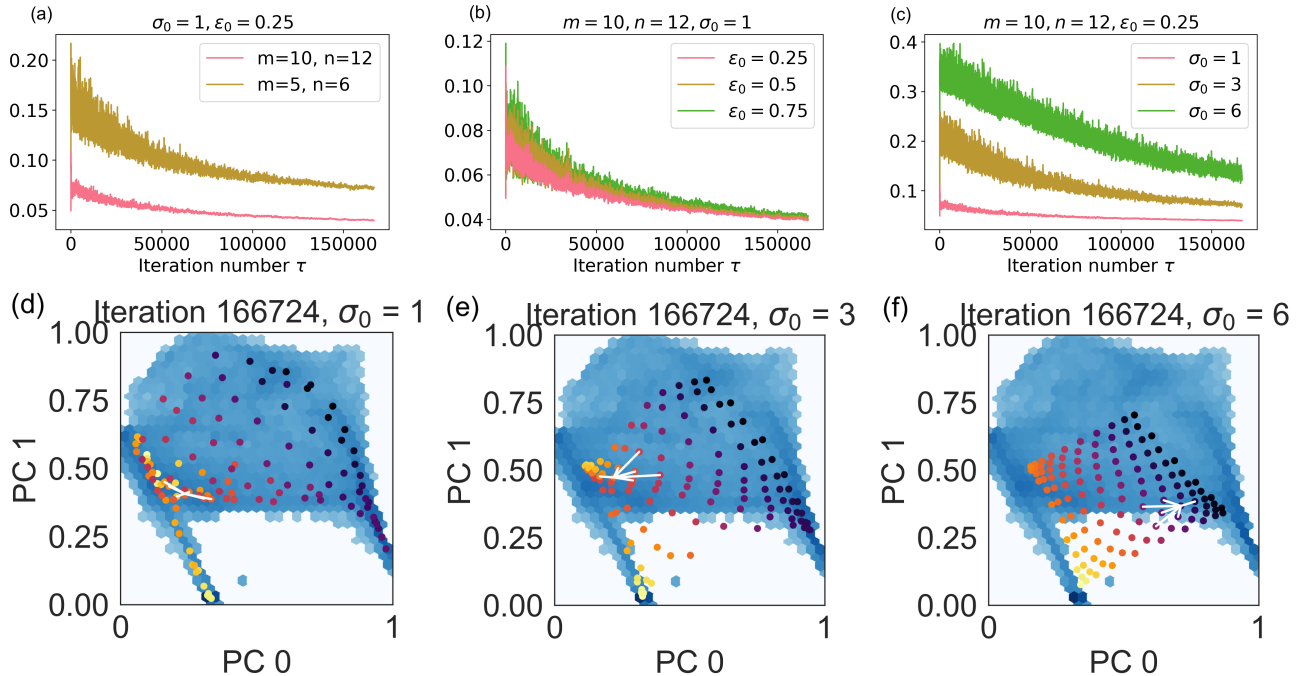 (a)
σ₀ = 1, ε₀ = 0.25
0.20
0.15
0.10
0.05
m=10, n=12
m=5, n=6
0 50000 100000 150000
Iteration number τ
(b)
m = 10, n = 12, σ₀ = 1
0.12
0.10
0.08
0.06
0.04
ε₀ = 0.25
ε₀ = 0.5
ε₀ = 0.75
0 50000 100000 150000
Iteration number τ
(c)
m = 10, n = 12, ε₀ = 0.25
0.4
0.3
0.2
0.1
σ₀ = 1
σ₀ = 3
σ₀ = 6
0 50000 100000 150000
Iteration number τ
(d)
Iteration 166724, σ₀ = 1
1.00
0.75
0.50
0.25
0.00
PC 1
0 1
PC 0
(e)
Iteration 166724, σ₀ = 3
1.00
0.75
0.50
0.25
0.00
PC 1
0 1
PC 0
(f)
Iteration 166724, σ₀ = 6
1.00
0.75
0.50
0.25
0.00
PC 1
0 1
PC 0